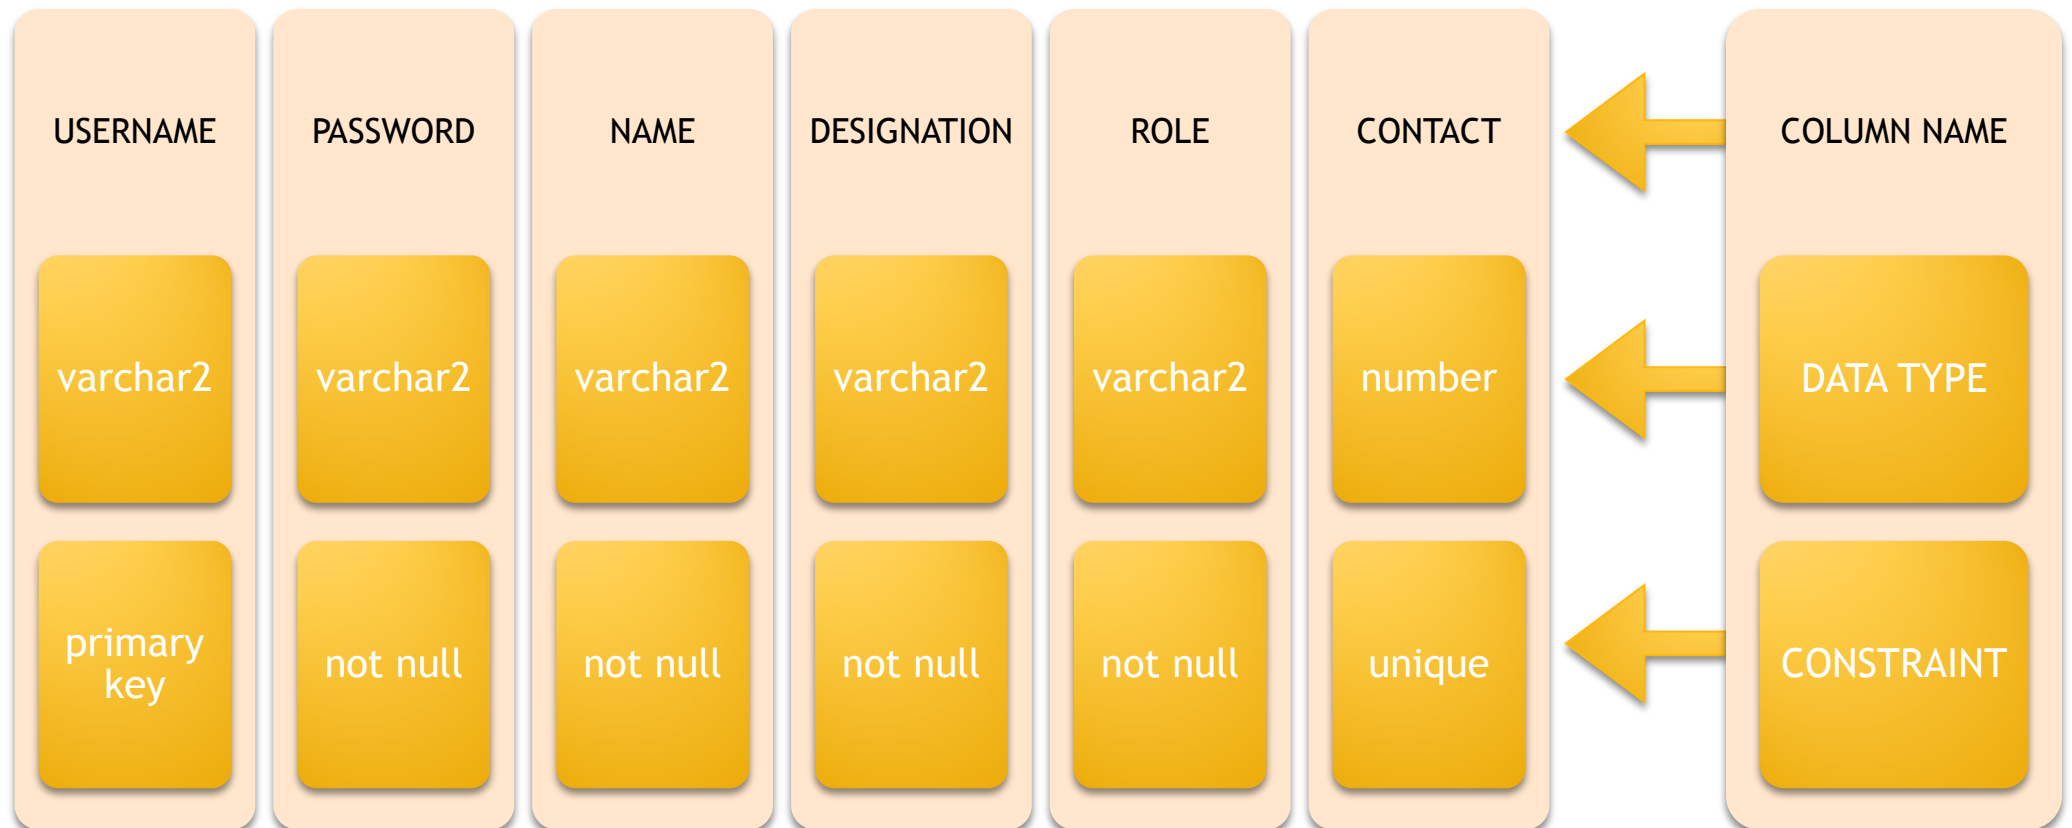 USERNAME
PASSWORD
NAME
DESIGNATION
ROLE
CONTACT
COLUMN NAME
varchar2
varchar2
varchar2
varchar2
varchar2
number
DATA TYPE
primary
key
not null
not null
not null
not null
unique
CONSTRAINT